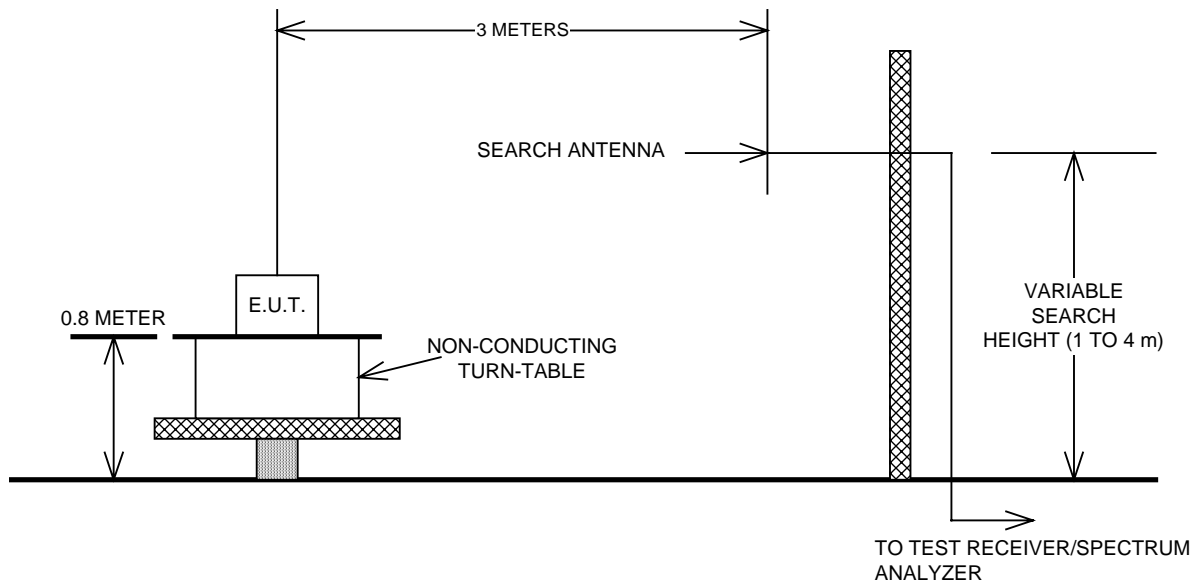 3 METERS
SEARCH ANTENNA
E.U.T.
0.8 METER
NON-CONDUCTING
TURN-TABLE
VARIABLE
SEARCH
HEIGHT (1 TO 4 m)
TO TEST RECEIVER/SPECTRUM
ANALYZER